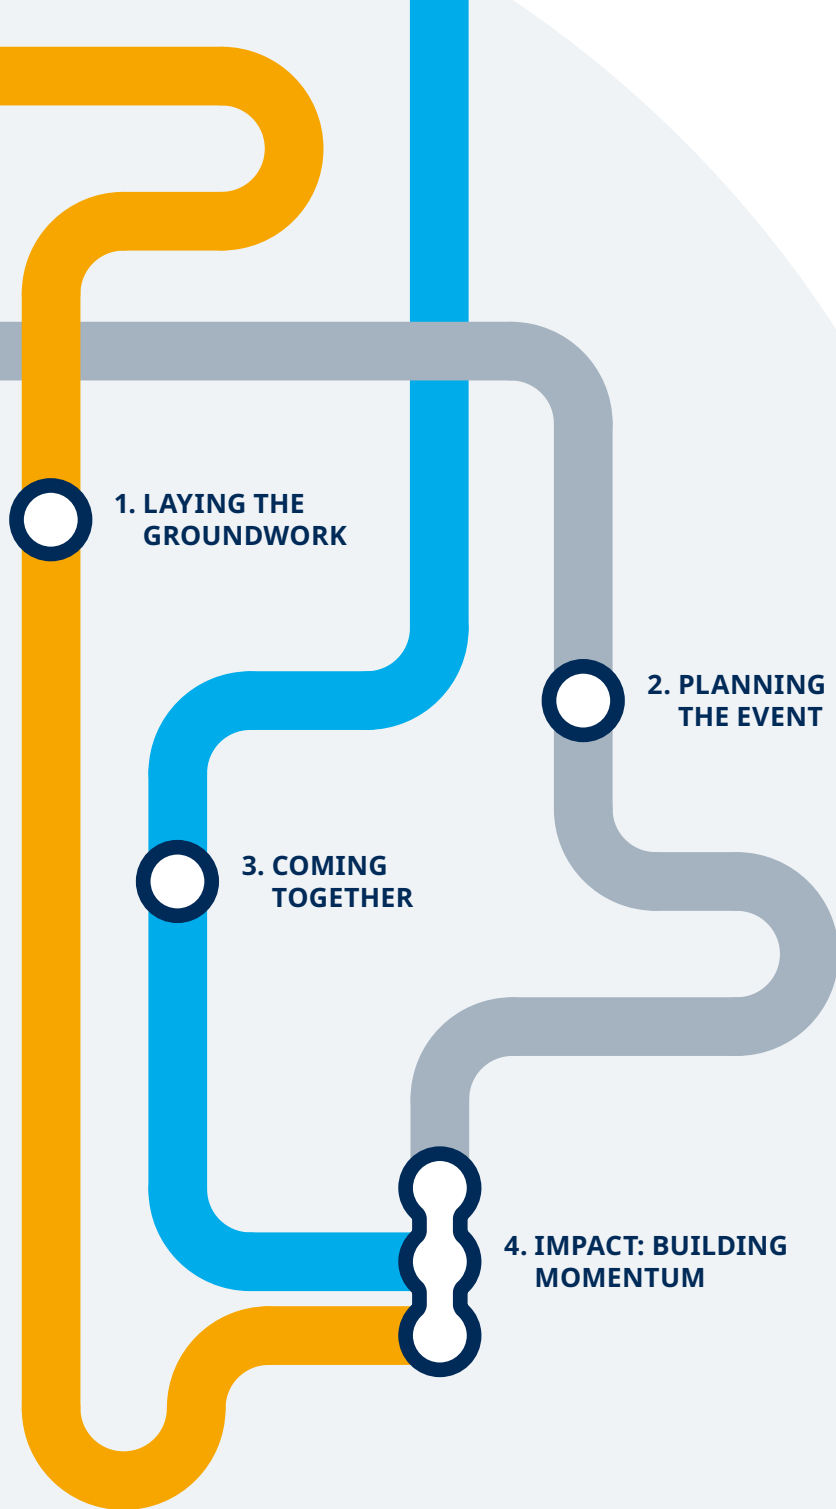 1. LAYING THE
GROUNDWORK
2. PLANNING
THE EVENT
3. COMING
TOGETHER
4. IMPACT: BUILDING
MOMENTUM